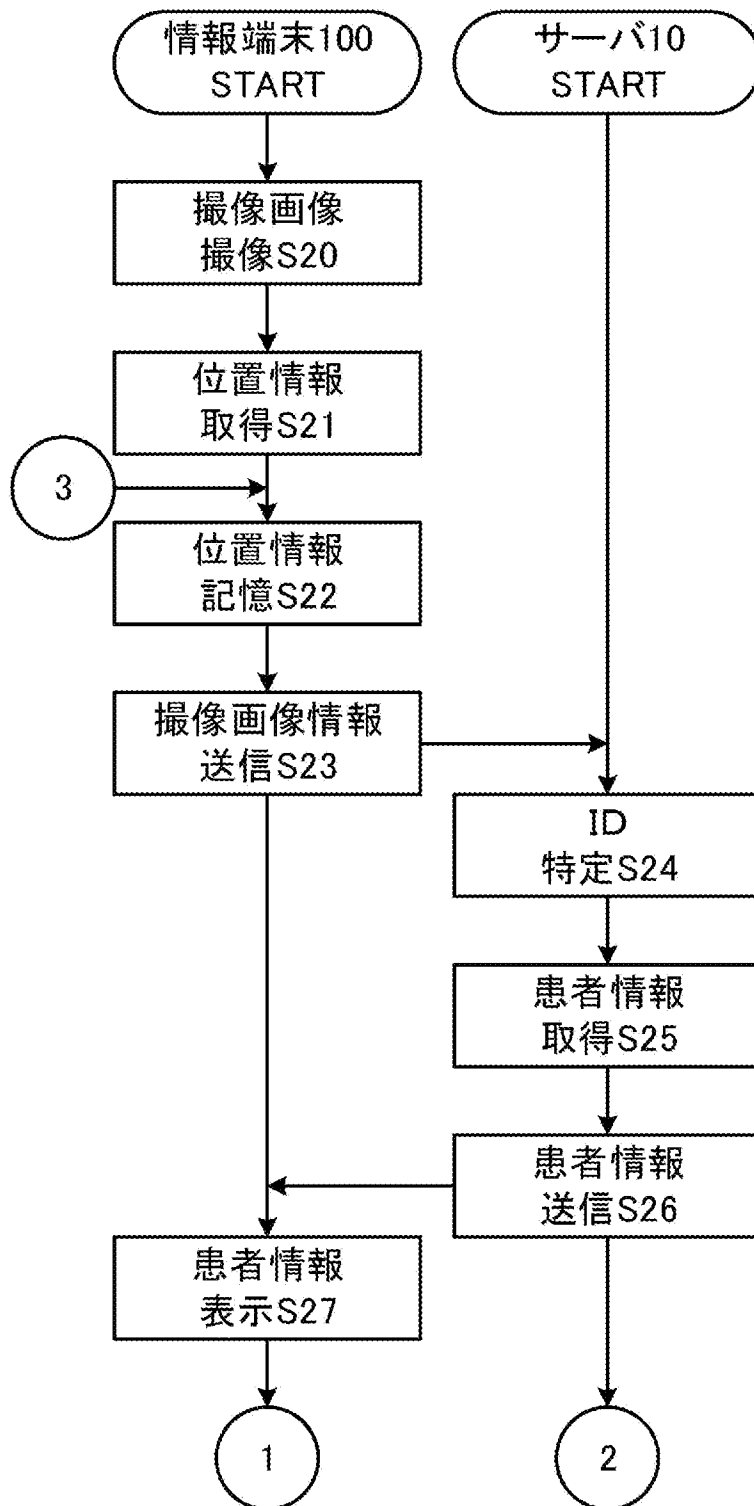 情報端末100
START
サーバ10
START
撮像画像
撮像S20
位置情報
取得S21
3
位置情報
記憶S22
撮像画像情報
送信S23
ID
特定S24
患者情報
取得S25
患者情報
送信S26
患者情報
表示S27
1
2